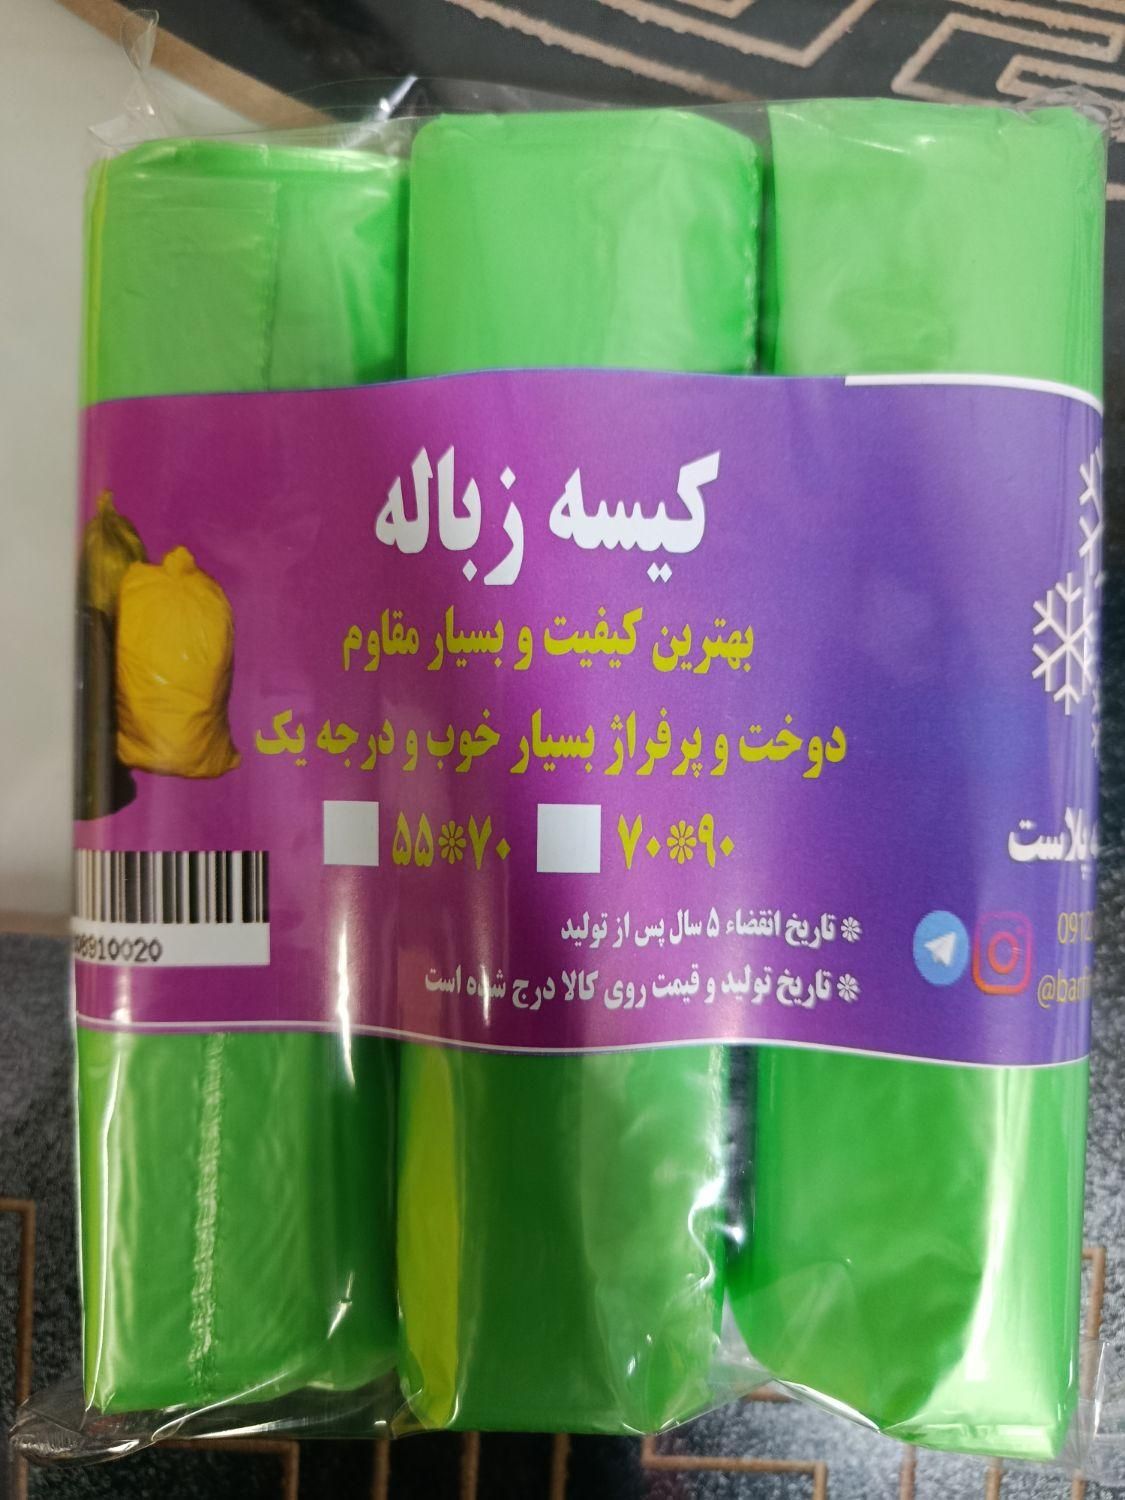 کیسه زباله
بهترین کیفیت و بسیار مقاوم
دوخت و پرفراژ بسیار خوب و درجه یک
۷۰*۹۰
۵۵*۷۰
* تاریخ انقضاء ۵ سال پس از تولید
* تاریخ تولید و قیمت روی کالا درج شده است
پلاست
8910020